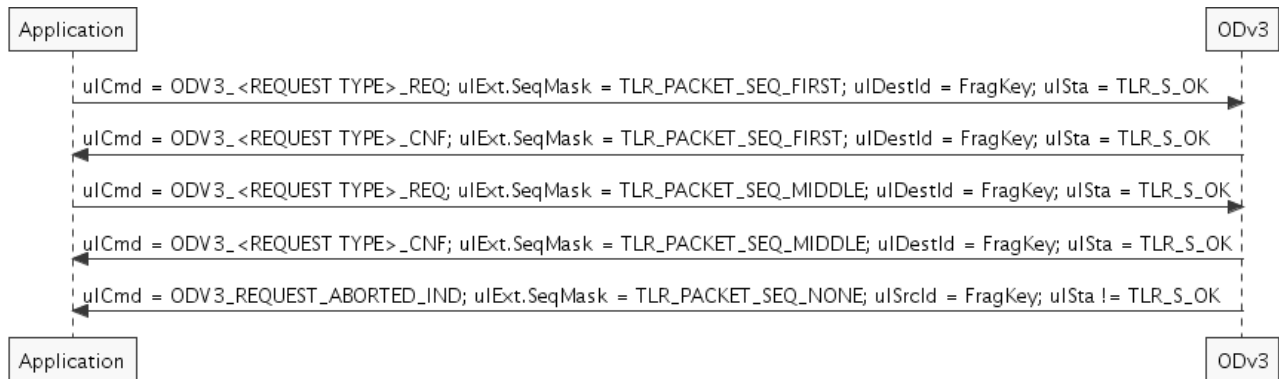 Application ODv3
ulCmd = ODV3_<REQUEST TYPE>_REQ; ulExt.SeqMask = TLR_PACKET_SEQ_FIRST; ulDestId = FragKey; ulSta = TLR_S_OK
ulCmd = ODV3_<REQUEST TYPE>_CNF; ulExt.SeqMask = TLR_PACKET_SEQ_FIRST; ulDestId = FragKey; ulSta = TLR_S_OK
ulCmd = ODV3_<REQUEST TYPE>_REQ; ulExt.SeqMask = TLR_PACKET_SEQ_MIDDLE; ulDestId = FragKey; ulSta = TLR_S_OK
ulCmd = ODV3_<REQUEST TYPE>_CNF; ulExt.SeqMask = TLR_PACKET_SEQ_MIDDLE; ulDestId = FragKey; ulSta = TLR_S_OK
ulCmd = ODV3_REQUEST_ABORTED_IND; ulExt.SeqMask = TLR_PACKET_SEQ_NONE; ulSrcId = FragKey; ulSta != TLR_S_OK
Application ODv3